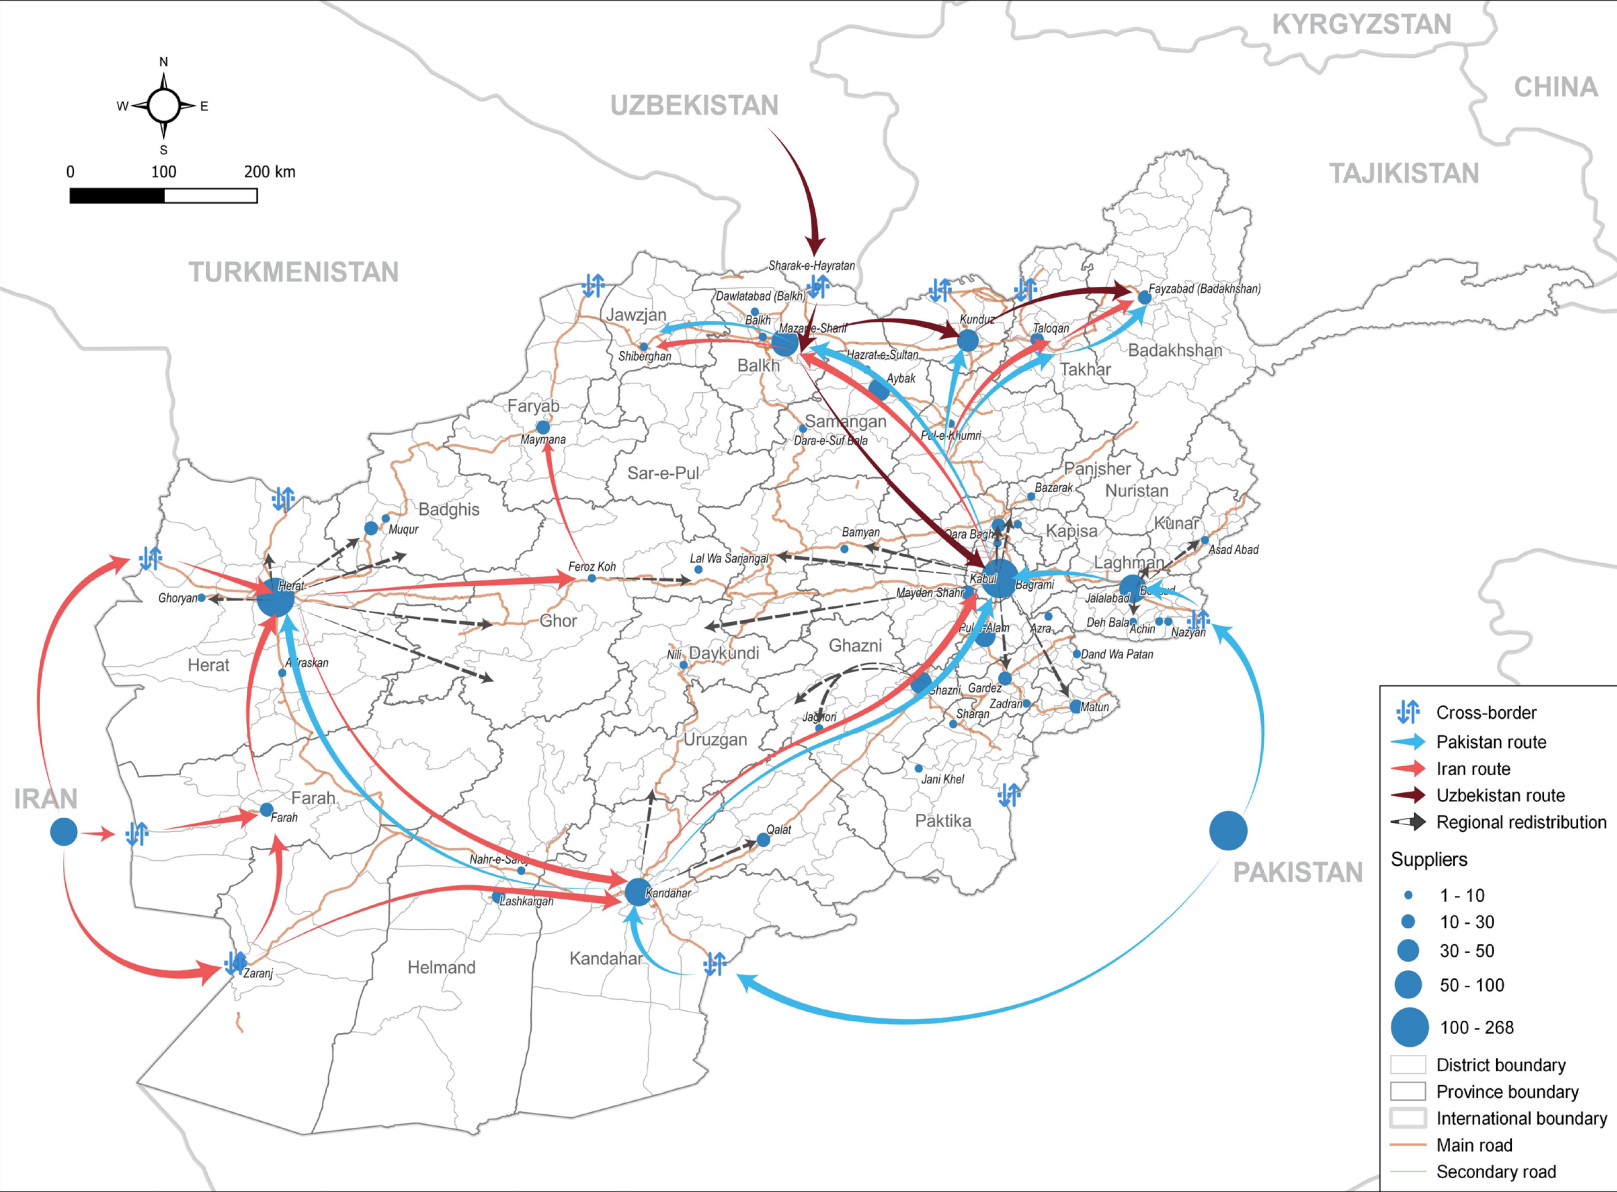 KYRGYZSTAN
CHINA
UZBEKISTAN
TAJIKISTAN
TURKMENISTAN
N
W
E
S
0
100
200 km
Sharak-e-Hayratan
Dawlatabad (Balkh)
Fayzabad (Badakhshan)
Jawzjan
Balkh
Mazar-e-Sharif
Kunduz
Taloqan
Shiberghan
Hazrat-e-Sultan
Badakhshan
Balkh
Takhar
Aybak
Faryab
Samangan
Maymana
Dara-e-Suf Bala
Pul-e-Khumri
Sar-e-Pul
Panjsher
Nuristan
Bazarak
Badghis
Muqur
Kapisa
Kunar
Bamyan
Qara Bagh
Asad Abad
Lal Wa Sarjangal
Laghman
Feroz Koh
Herat
Kabul
Bagrami
Ghoryan
Maydan Shahr
Jalalabad
Ghor
Deh Bala
Achin
Nazyan
Pul-e-Alam
Azra
Herat
Adraskan
Nili
Daykundi
Ghazni
Dand Wa Patan
Ghazni
Gardez
Zadran
Matun
Jaghori
Sharan
Uruzgan
Jani Khel
IRAN
Farah
Farah
Paktika
Qalat
PAKISTAN
Nahr-e-Saraj
Lashkargah
Kandahar
Kandahar
Helmand
Zaranj
Cross-border
Pakistan route
Iran route
Uzbekistan route
Regional redistribution
Suppliers
1 - 10
10 - 30
30 - 50
50 - 100
100 - 268
District boundary
Province boundary
International boundary
Main road
Secondary road